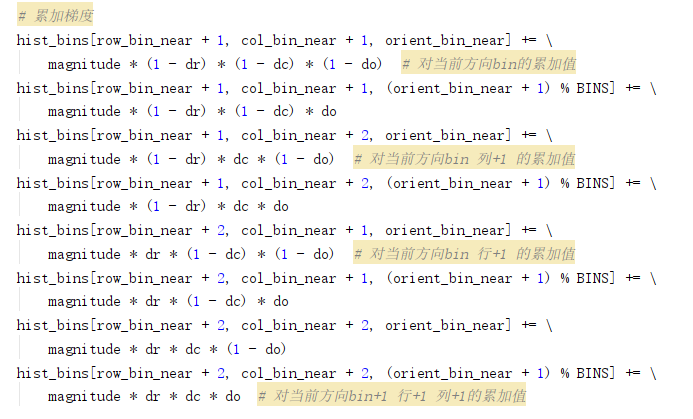 # 累加梯度
hist_bins[row_bin_near + 1, col_bin_near + 1, orient_bin_near] += \
magnitude * (1 - dr) * (1 - dc) * (1 - do)  # 对当前方向bin的累加值
hist_bins[row_bin_near + 1, col_bin_near + 1, (orient_bin_near + 1) % BINS] += \
magnitude * (1 - dr) * (1 - dc) * do
hist_bins[row_bin_near + 1, col_bin_near + 2, orient_bin_near] += \
magnitude * (1 - dr) * dc * (1 - do)  # 对当前方向bin 列+1 的累加值
hist_bins[row_bin_near + 1, col_bin_near + 2, (orient_bin_near + 1) % BINS] += \
magnitude * (1 - dr) * dc * do
hist_bins[row_bin_near + 2, col_bin_near + 1, orient_bin_near] += \
magnitude * dr * (1 - dc) * (1 - do)  # 对当前方向bin 行+1 的累加值
hist_bins[row_bin_near + 2, col_bin_near + 1, (orient_bin_near + 1) % BINS] += \
magnitude * dr * (1 - dc) * do
hist_bins[row_bin_near + 2, col_bin_near + 2, orient_bin_near] += \
magnitude * dr * dc * (1 - do)
hist_bins[row_bin_near + 2, col_bin_near + 2, (orient_bin_near + 1) % BINS] += \
magnitude * dr * dc * do  # 对当前方向bin+1 行+1 列+1的累加值